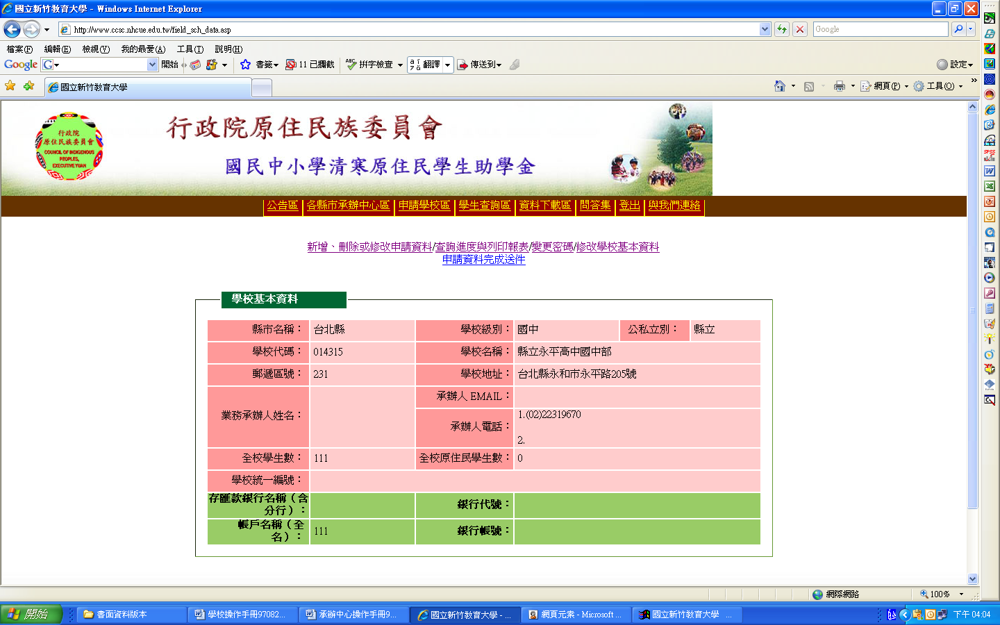 國立新竹教育大學 - Windows Internet Explorer
http://www.ccsc.nhcue.edu.tw/field_sch_data.asp
Google
檔案(F) 編輯(E) 檢視(V) 我的最愛(A) 工具(T) 說明(H)
Google G 開始 書籤 11 已攔截 ABC 拼字檢查 翻譯 傳送到 設定
國立新竹教育大學 網頁(P) 工具(O) »
行政院
原住民族委員會
COUNCIL OF INDIGENOUS
PEOPLES,
EXECUTIVE YUAN
行政院原住民族委員會
國民中小學清寒原住民學生助學金
公告區 各縣市承辦中心區 申請學校區 學生查詢區 資料下載區 問答集 登出 與我們連絡
新增、刪除或修改申請資料/查詢進度與列印報表/變更密碼/修改學校基本資料
申請資料完成送件
學校基本資料
縣市名稱： 台北縣 學校級別： 國中 公私立別： 縣立
學校代碼： 014315 學校名稱： 縣立永平高中國中部
郵遞區號： 231 學校地址： 台北縣永和市永平路205號
業務承辦人姓名： 承辦人 EMAIL：
承辦人電話： 1.(02)22319670
2.
全校學生數： 111 全校原住民學生數： 0
學校統一編號：
存匯款銀行名稱（含分行）： 銀行代號：
帳戶名稱（全名）： 111 銀行帳號：
網際網路 100%
開始 書面資料版本 學校操作手冊97082... 承辦中心操作手冊9... 國立新竹教育大學 - ... 網頁元素 - Microsoft ... 國立新竹教育大學 ... 下午 04:04